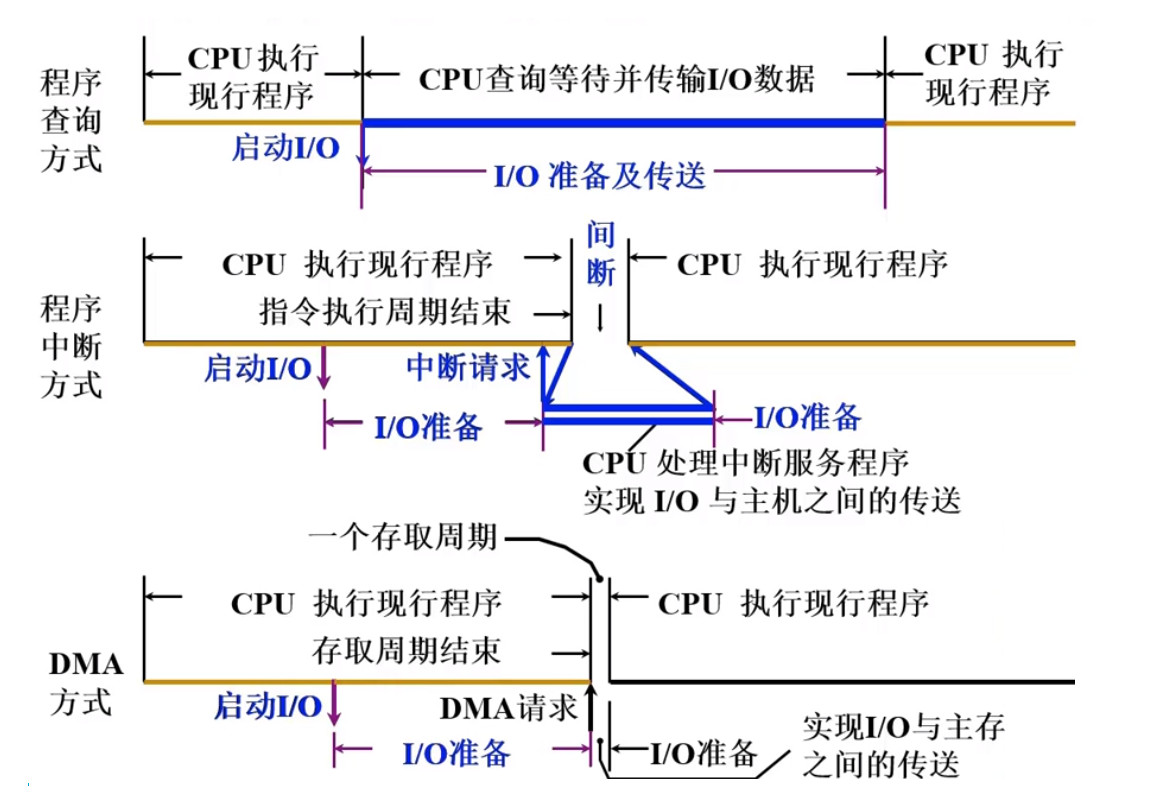 程序
查询
方式
CPU执行
现行程序
CPU查询等待并传输I/O数据
CPU 执行
现行程序
启动I/O
I/O 准备及传送
程序
中断
方式
CPU 执行现行程序
间
断
CPU 执行现行程序
指令执行周期结束
启动I/O
中断请求
I/O准备
I/O准备
CPU 处理中断服务程序
实现 I/O 与主机之间的传送
一个存取周期
DMA
方式
CPU 执行现行程序
CPU 执行现行程序
存取周期结束
启动I/O
DMA请求
I/O准备
I/O准备
实现I/O与主存
之间的传送